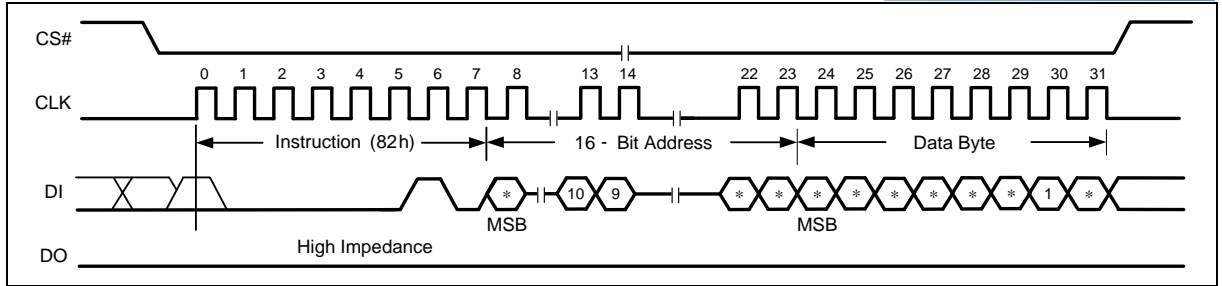 CS#
0 1 2 3 4 5 6 7 8 13 14 22 23 24 25 26 27 28 29 30 31
CLK
Instruction (82h) 16 - Bit Address Data Byte
DI * 10 9 * * * * * * * * 1 *
MSB MSB
High Impedance
DO